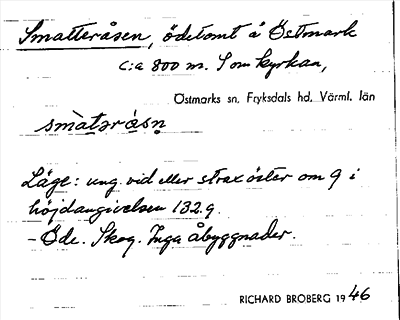 Smatteråsen, ödetomt å Östmark
c:a 800 m. S om kyrkan,
Östmarks sn, Fryksdals hd, Värml. län
smàtəråsn̥
Läge: ung. vid eller strax öster om 9 i
höjdangivelsen 132.9.
- Öde. Skog. Inga åbyggnader.
RICHARD BROBERG 1946